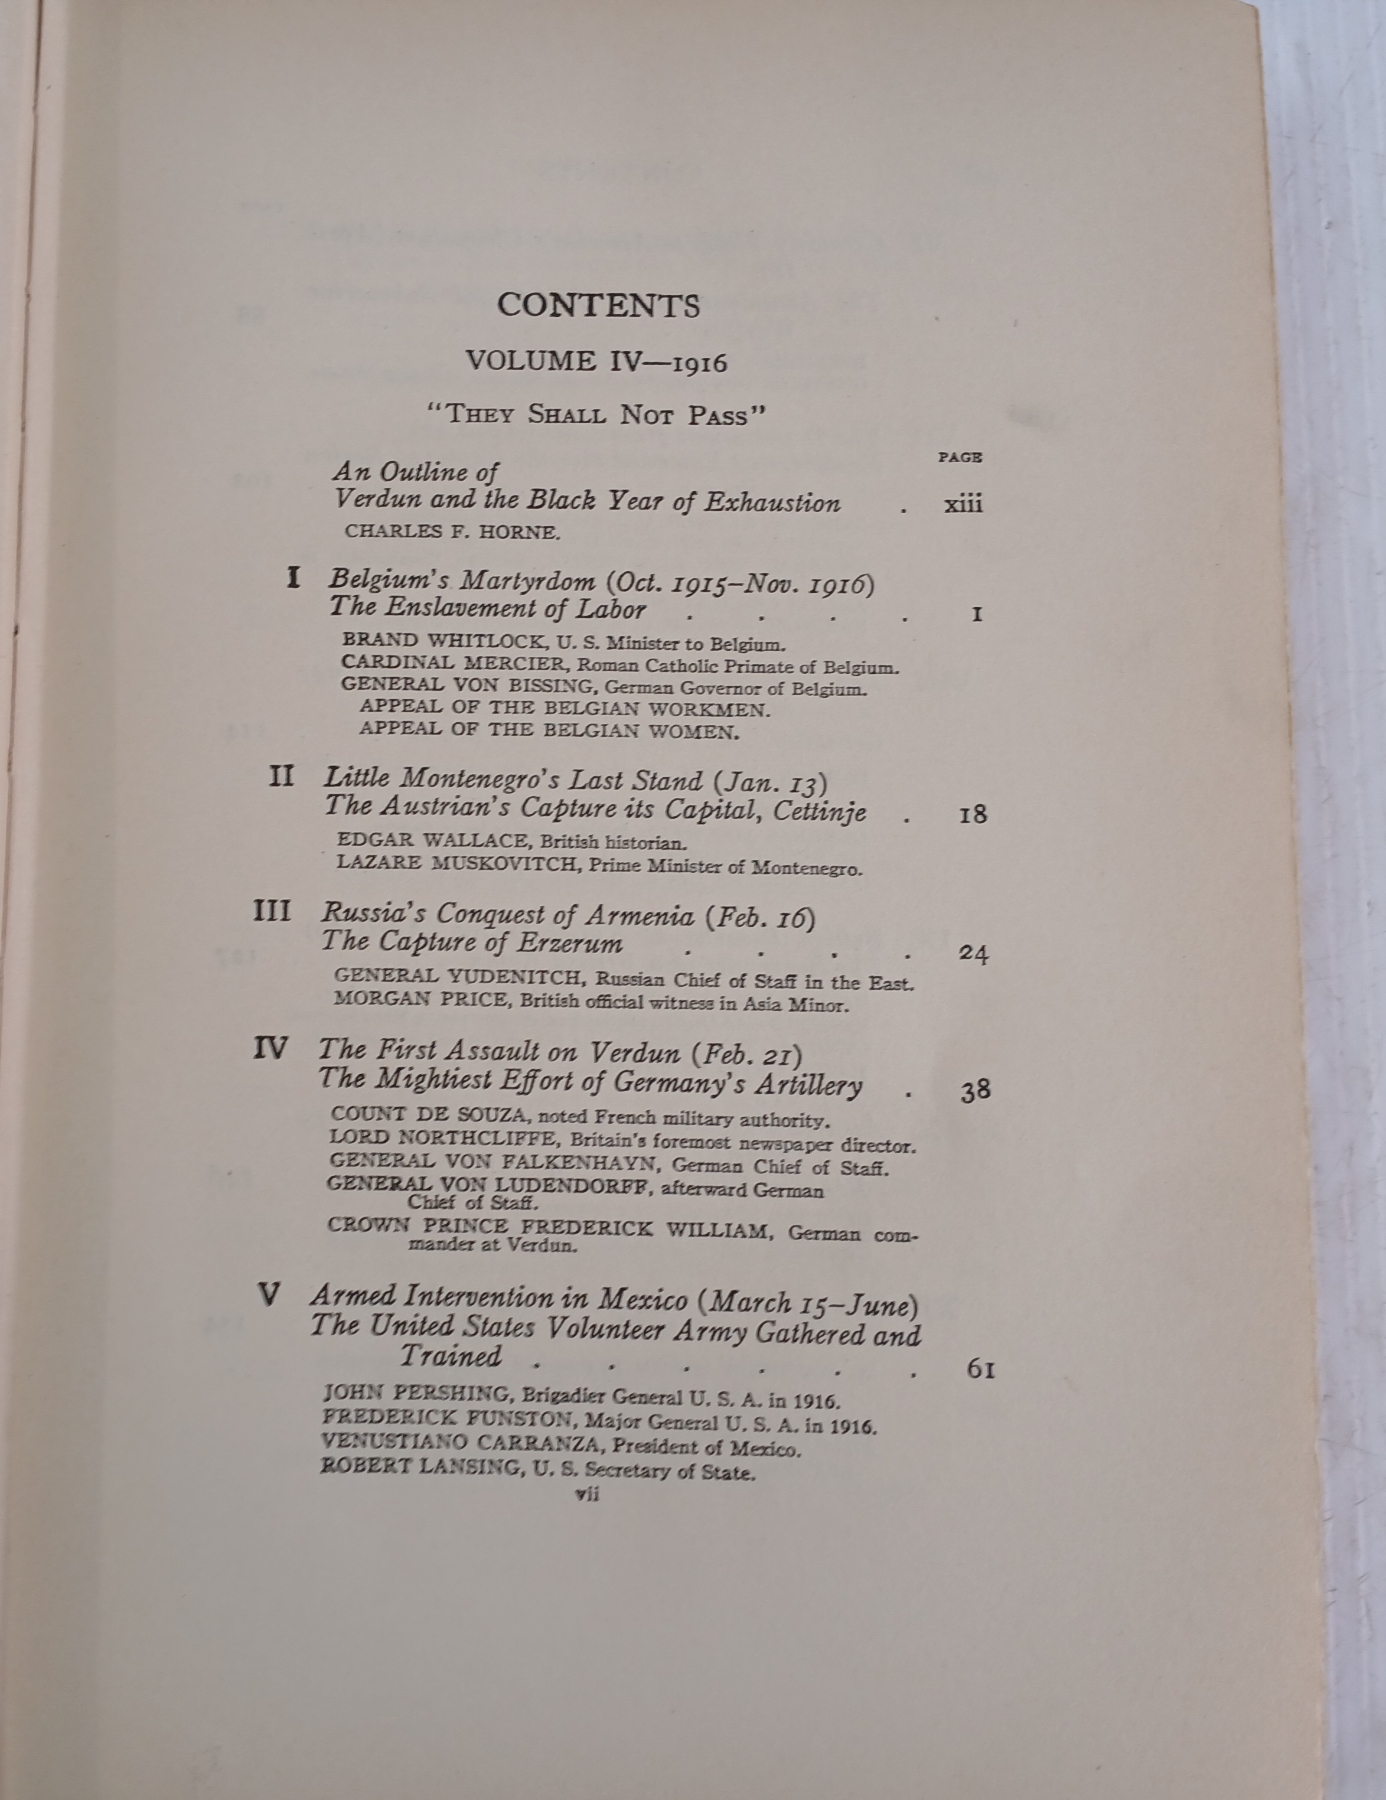 CONTENTS
VOLUME IV—1916
"THEY SHALL NOT PASS"
PAGE
An Outline of
Verdun and the Black Year of Exhaustion . xiii
CHARLES F. HORNE.
I Belgium's Martyrdom (Oct. 1915–Nov. 1916)
The Enslavement of Labor . . . . 1
BRAND WHITLOCK, U. S. Minister to Belgium.
CARDINAL MERCIER, Roman Catholic Primate of Belgium.
GENERAL VON BISSING, German Governor of Belgium.
APPEAL OF THE BELGIAN WORKMEN.
APPEAL OF THE BELGIAN WOMEN.
II Little Montenegro's Last Stand (Jan. 13)
The Austrian's Capture its Capital, Cettinje . 18
EDGAR WALLACE, British historian.
LAZARE MUSKOVITCH, Prime Minister of Montenegro.
III Russia's Conquest of Armenia (Feb. 16)
The Capture of Erzerum . . . . 24
GENERAL YUDENITCH, Russian Chief of Staff in the East.
MORGAN PRICE, British official witness in Asia Minor.
IV The First Assault on Verdun (Feb. 21)
The Mightiest Effort of Germany's Artillery . 38
COUNT DE SOUZA, noted French military authority.
LORD NORTHCLIFFE, Britain's foremost newspaper director.
GENERAL VON FALKENHAYN, German Chief of Staff.
GENERAL VON LUDENDORFF, afterward German
Chief of Staff.
CROWN PRINCE FREDERICK WILLIAM, German com-
mander at Verdun.
V Armed Intervention in Mexico (March 15–June)
The United States Volunteer Army Gathered and
Trained . . . . . . 61
JOHN PERSHING, Brigadier General U. S. A. in 1916.
FREDERICK FUNSTON, Major General U. S. A. in 1916.
VENUSTIANO CARRANZA, President of Mexico.
ROBERT LANSING, U. S. Secretary of State.
vii